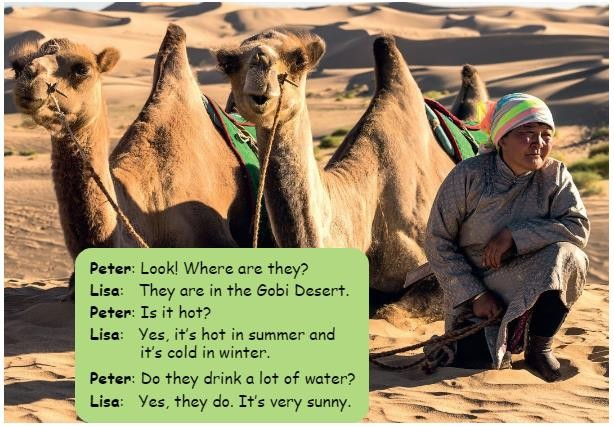 Peter: Look! Where are they?
Lisa: They are in the Gobi Desert.
Peter: Is it hot?
Lisa: Yes, it's hot in summer and
it's cold in winter.
Peter: Do they drink a lot of water?
Lisa: Yes, they do. It's very sunny.